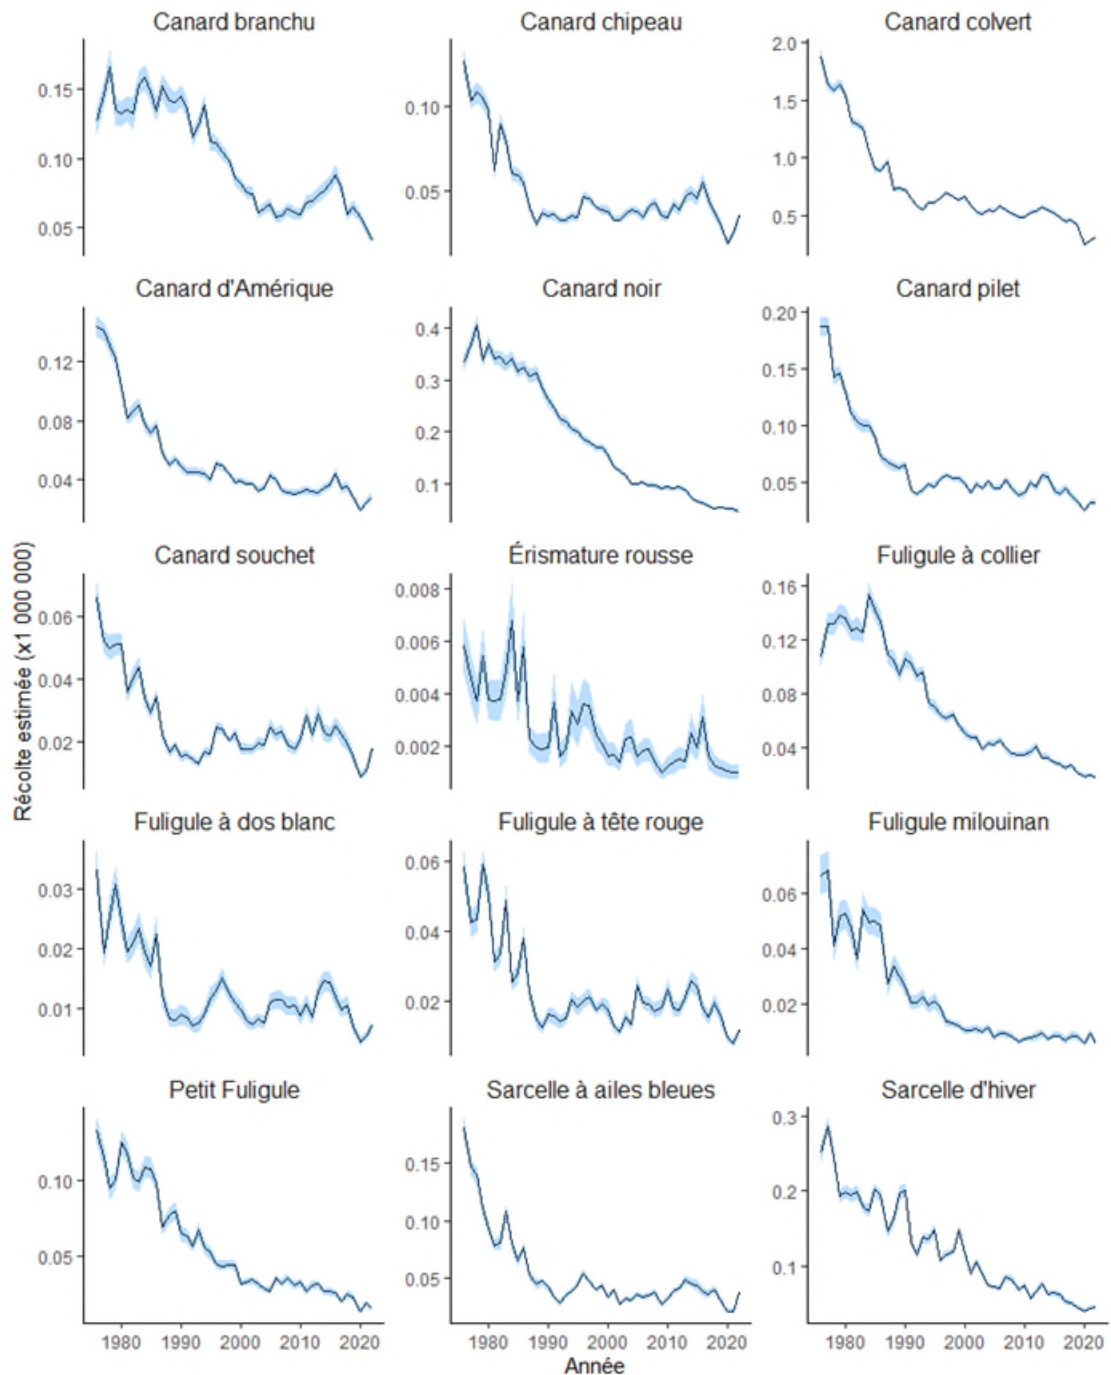 Canard branchu
Canard chipeau
Canard colvert
0.15
0.10
0.05
0.10
0.05
2.0
1.5
1.0
0.5
Canard d'Amérique
Canard noir
Canard pilet
0.12
0.08
0.04
0.4
0.3
0.2
0.1
0.20
0.15
0.10
0.05
Récolte estimée (x1 000 000)
Canard souchet
Érismature rousse
Fuligule à collier
0.06
0.04
0.02
0.008
0.006
0.004
0.002
0.16
0.12
0.08
0.04
Fuligule à dos blanc
Fuligule à tête rouge
Fuligule milouinan
0.03
0.02
0.01
0.06
0.04
0.02
0.06
0.04
0.02
Petit Fuligule
Sarcelle à ailes bleues
Sarcelle d'hiver
0.10
0.05
0.15
0.10
0.05
0.3
0.2
0.1
1980 1990 2000 2010 2020
1980 1990 2000 2010 2020
1980 1990 2000 2010 2020
Année